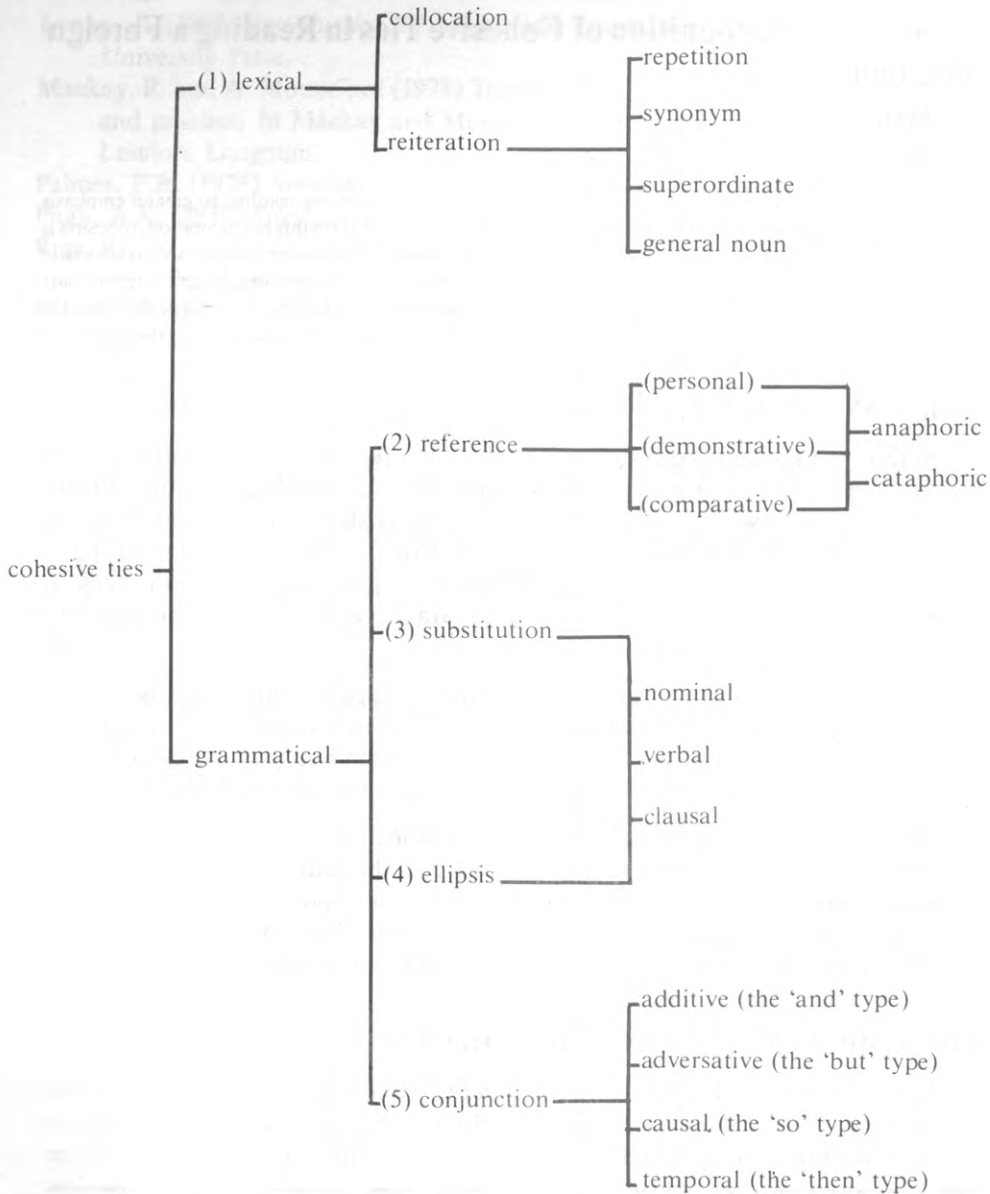 collocation
(1) lexical
repetition
synonym
reiteration
superordinate
general noun
(personal)
anaphoric
(2) reference
(demonstrative)
cataphoric
(comparative)
cohesive ties
(3) substitution
nominal
grammatical
verbal
clausal
(4) ellipsis
additive (the ‘and’ type)
adversative (the ‘but’ type)
(5) conjunction
causal (the ‘so’ type)
temporal (the ‘then’ type)